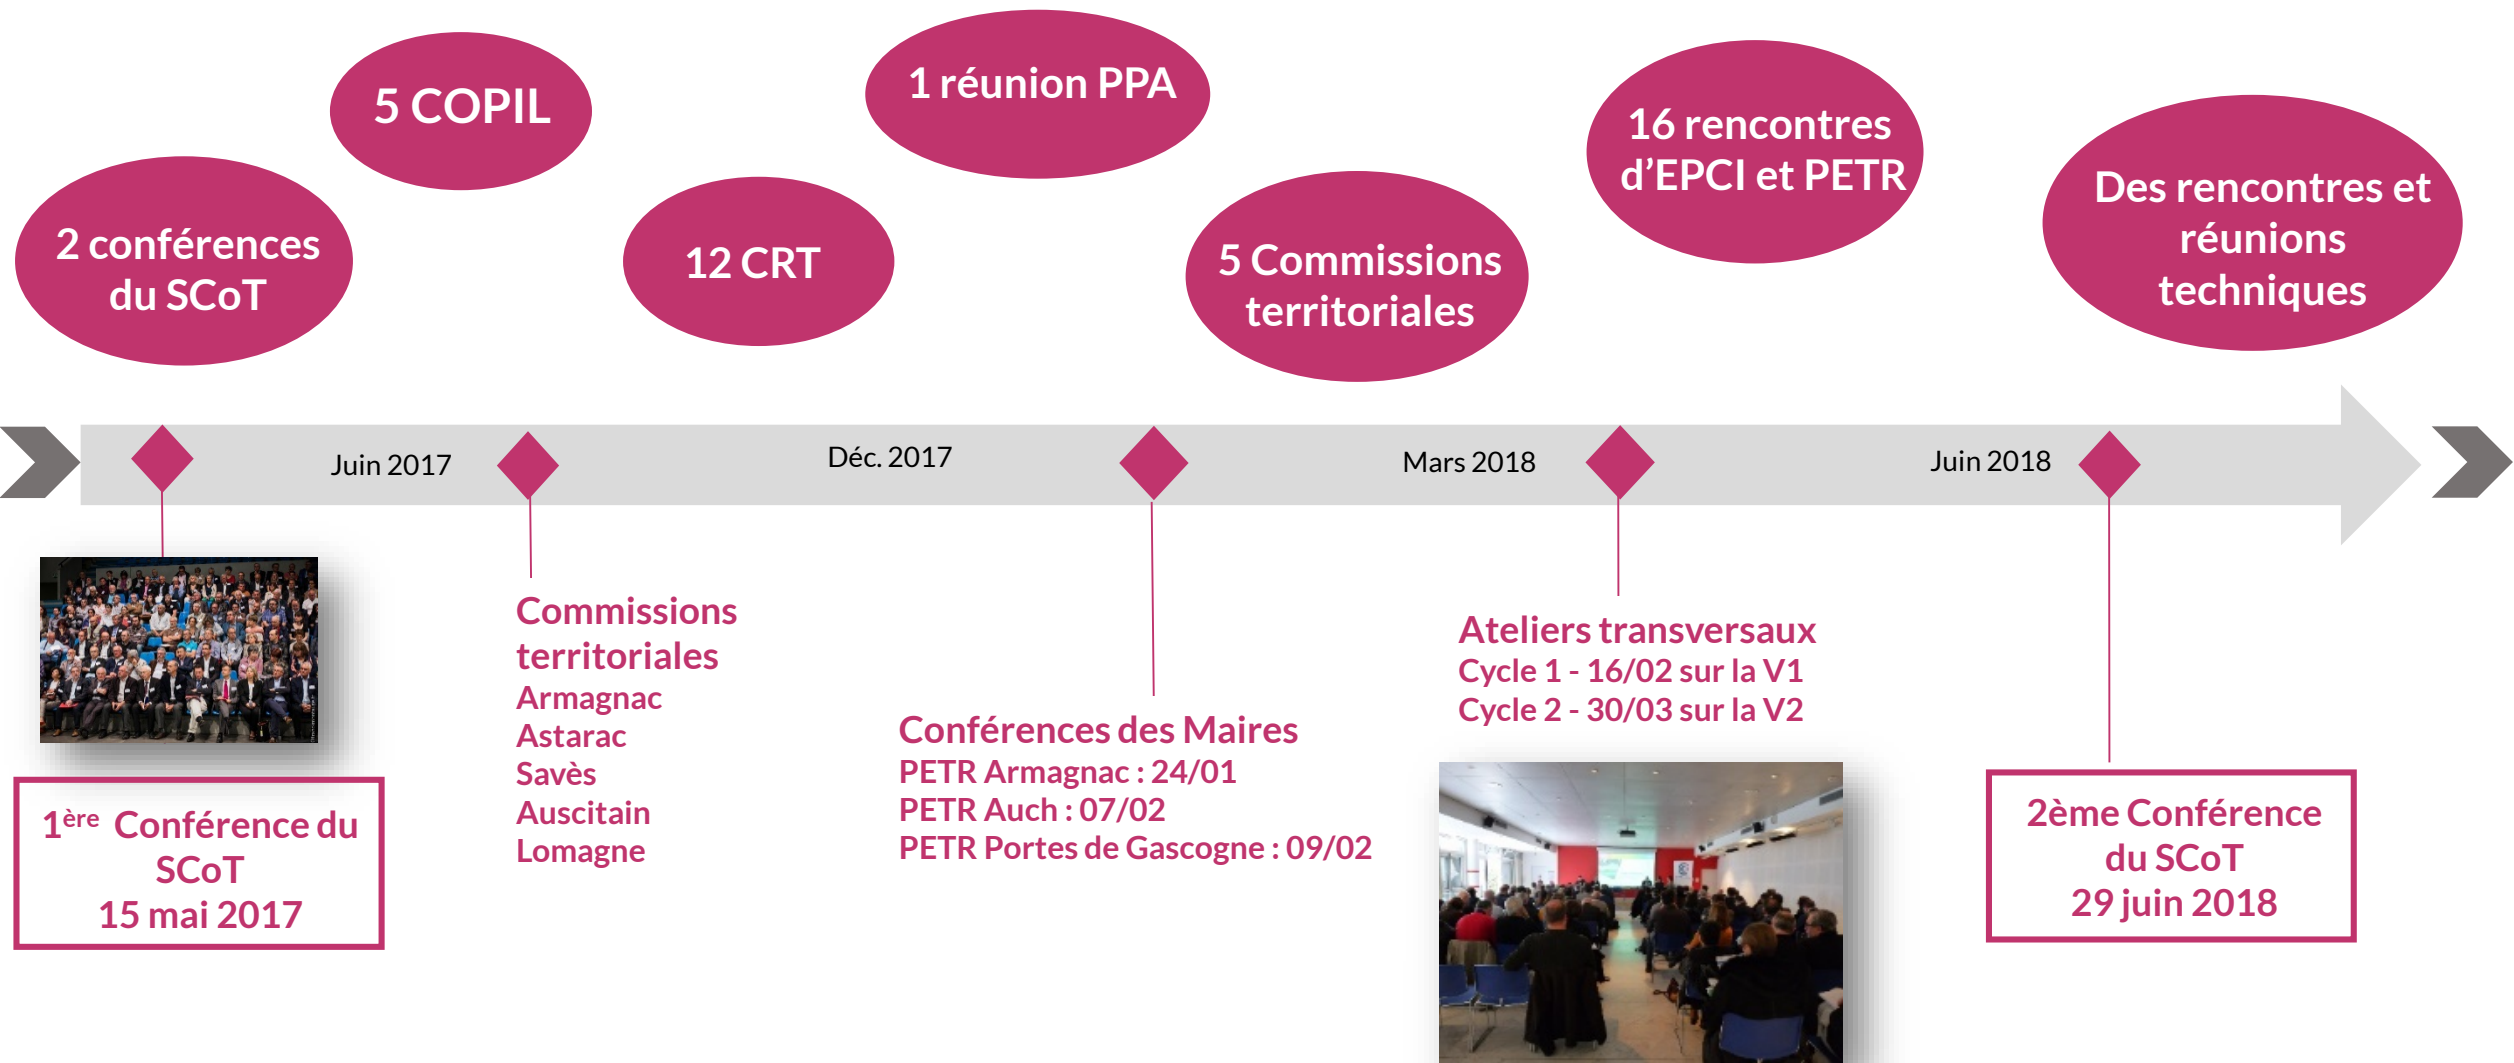 5 COPIL
1 réunion PPA
16 rencontres
d’EPCI et PETR
2 conférences
du SCoT
12 CRT
5 Commissions
territoriales
Des rencontres et
réunions
techniques
Juin 2017
Déc. 2017
Mars 2018
Juin 2018
1ère Conférence du
SCoT
15 mai 2017
Commissions
territoriales
Armagnac
Astarac
Savès
Auscitain
Lomagne
Conférences des Maires
PETR Armagnac : 24/01
PETR Auch : 07/02
PETR Portes de Gascogne : 09/02
Ateliers transversaux
Cycle 1 - 16/02 sur la V1
Cycle 2 - 30/03 sur la V2
2ème Conférence
du SCoT
29 juin 2018